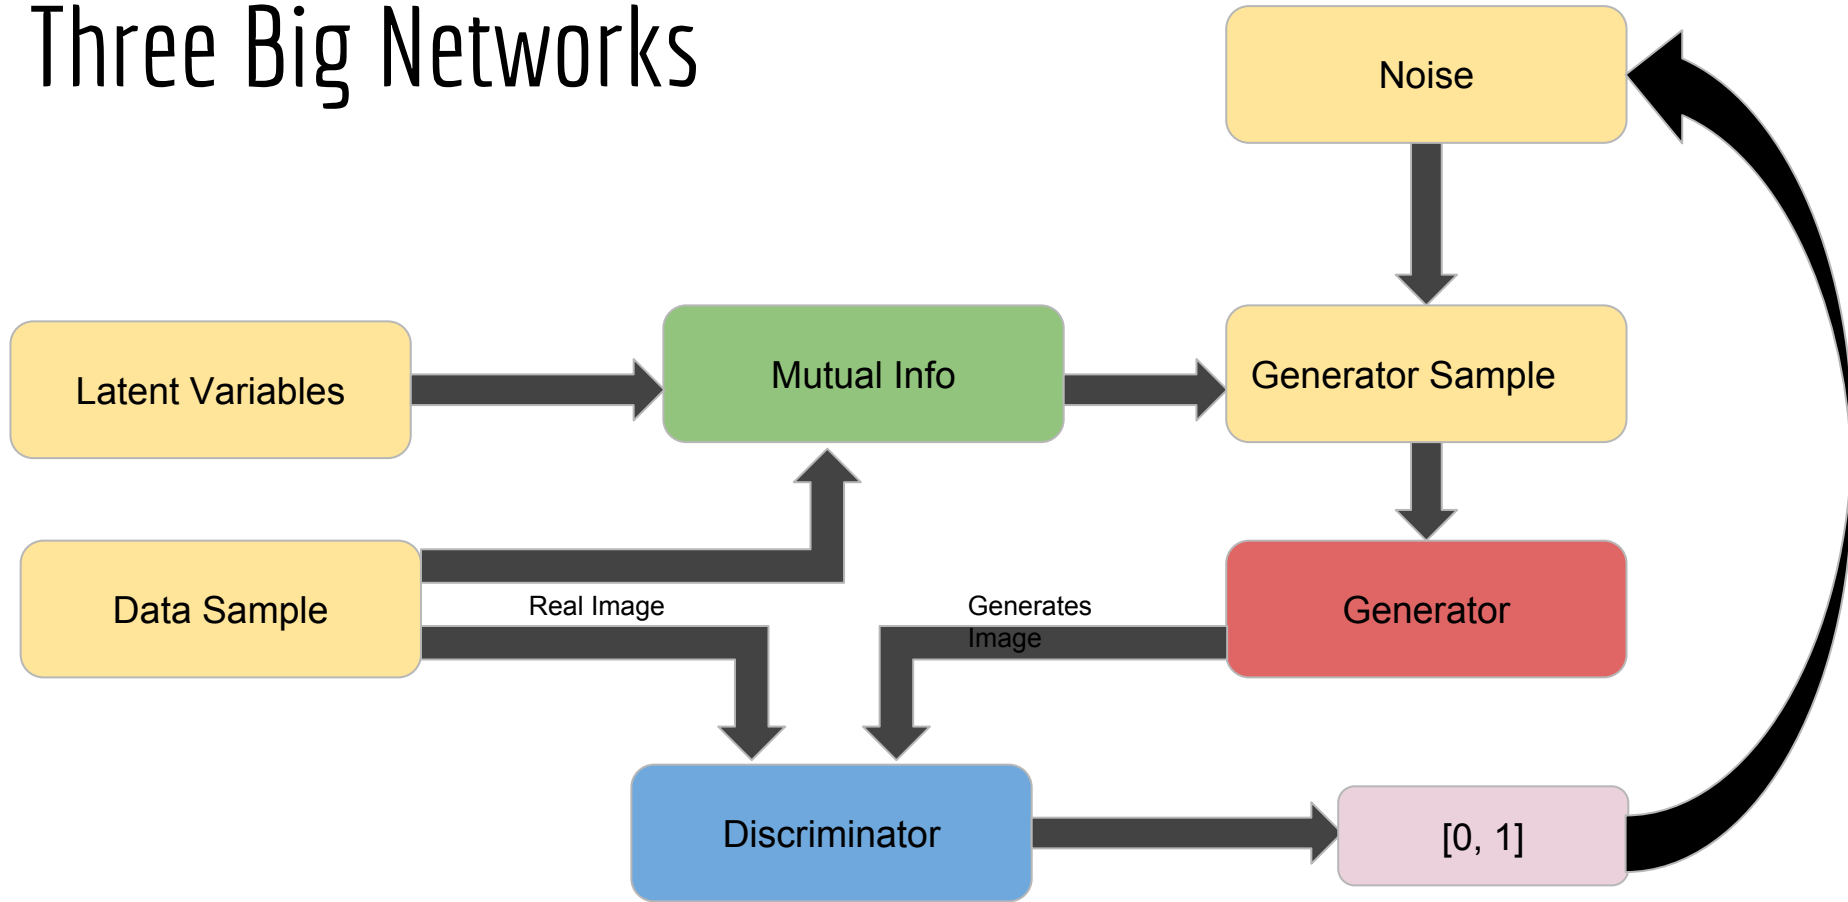 Three Big Networks
Noise
Latent Variables
Mutual Info
Generator Sample
Data Sample
Real Image
Generates
Image
Generator
Discriminator
[0, 1]